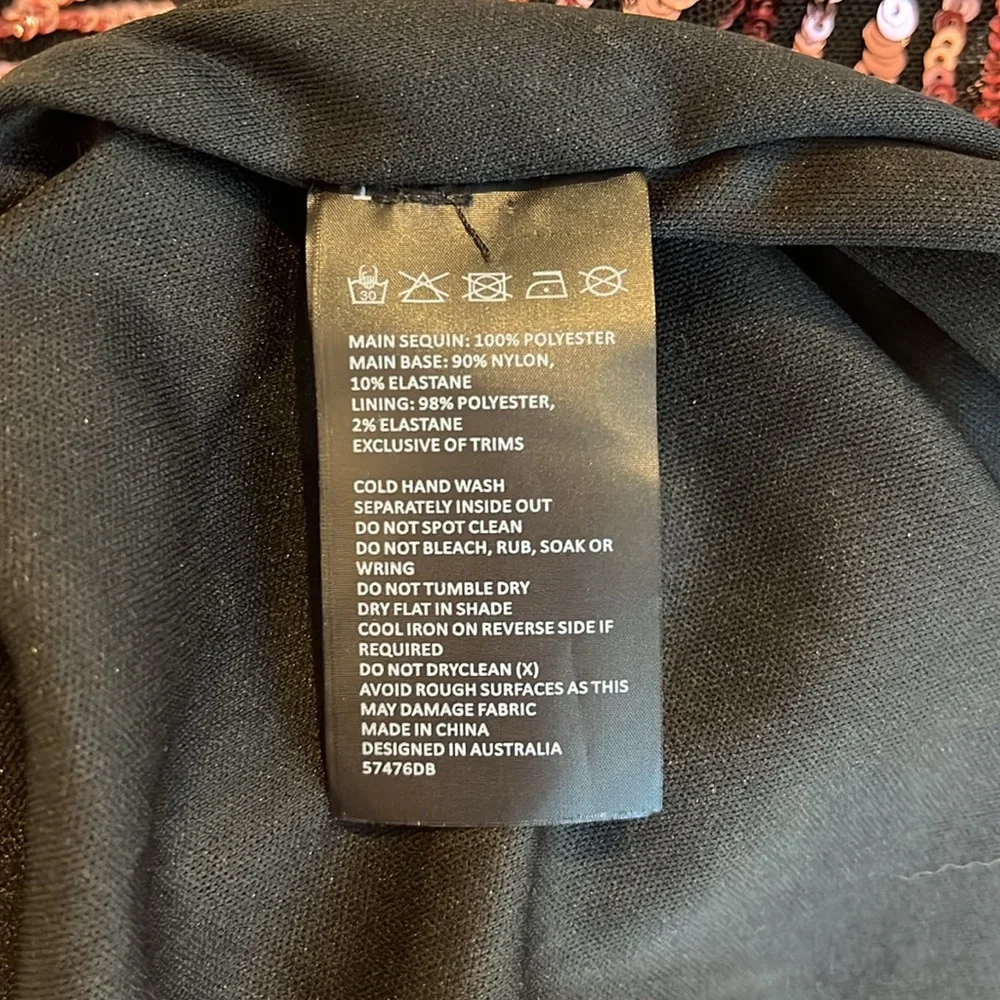 30
MAIN SEQUIN: 100% POLYESTER
MAIN BASE: 90% NYLON,
10% ELASTANE
LINING: 98% POLYESTER,
2% ELASTANE
EXCLUSIVE OF TRIMS
COLD HAND WASH
SEPARATELY INSIDE OUT
DO NOT SPOT CLEAN
DO NOT BLEACH, RUB, SOAK OR
WRING
DO NOT TUMBLE DRY
DRY FLAT IN SHADE
COOL IRON ON REVERSE SIDE IF
REQUIRED
DO NOT DRYCLEAN (X)
AVOID ROUGH SURFACES AS THIS
MAY DAMAGE FABRIC
MADE IN CHINA
DESIGNED IN AUSTRALIA
57476DB